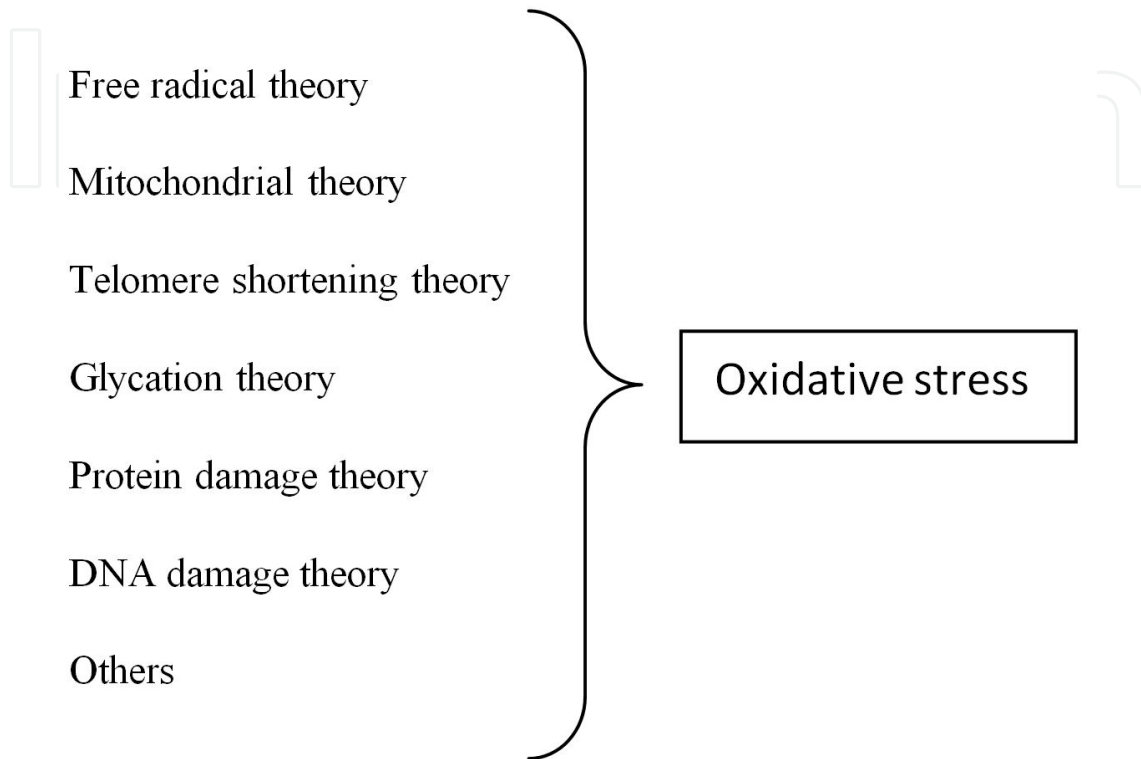 Free radical theory
Mitochondrial theory
Telomere shortening theory
Glycation theory
Oxidative stress
Protein damage theory
DNA damage theory
Others